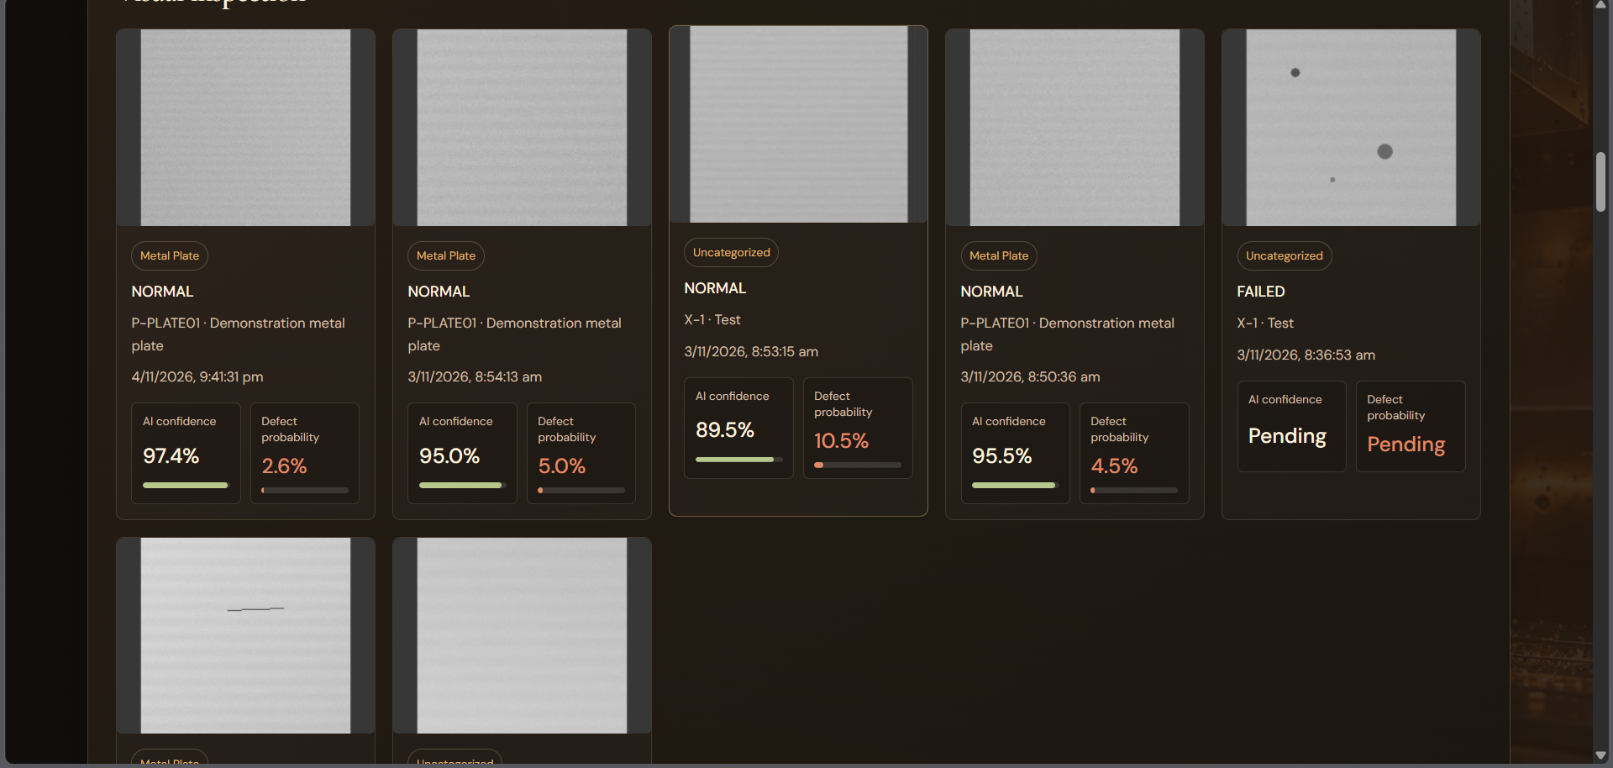 Visual Inspection
Metal Plate
NORMAL
P-PLATE01 · Demonstration metal
plate
4/11/2026, 9:41:31 pm
AI confidence
97.4%
Defect
probability
2.6%
Metal Plate
NORMAL
P-PLATE01 · Demonstration metal
plate
3/11/2026, 8:54:13 am
AI confidence
95.0%
Defect
probability
5.0%
Uncategorized
NORMAL
X-1 · Test
3/11/2026, 8:53:15 am
AI confidence
89.5%
Defect
probability
10.5%
Metal Plate
NORMAL
P-PLATE01 · Demonstration metal
plate
3/11/2026, 8:50:36 am
AI confidence
95.5%
Defect
probability
4.5%
Uncategorized
FAILED
X-1 · Test
3/11/2026, 8:36:53 am
AI confidence
Pending
Defect
probability
Pending
Metal Plate
Uncategorized